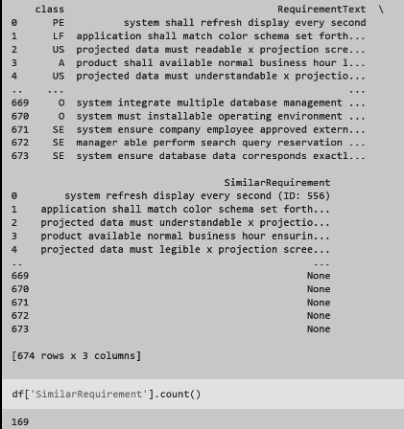 class RequirementText \
0 PE system shall refresh display every second
1 LF application shall match color schema set forth...
2 US projected data must readable x projection scre...
3 A product shall available normal business hour l...
4 US projected data must understandable x projectio...
.. ... ...
669 O system integrate multiple database management ...
670 O system must installable operating environment ...
671 SE system ensure company employee approved extern...
672 SE manager able perform search query reservation ...
673 SE system ensure database data corresponds exactl...
SimilarRequirement
0 system refresh display every second (ID: 556)
1 application shall match color schema set forth...
2 projected data must understandable x projectio...
3 product available normal business hour ensurin...
4 projected data must legible x projection scree...
.. ...
669 None
670 None
671 None
672 None
673 None
[674 rows x 3 columns]
df['SimilarRequirement'].count()
169